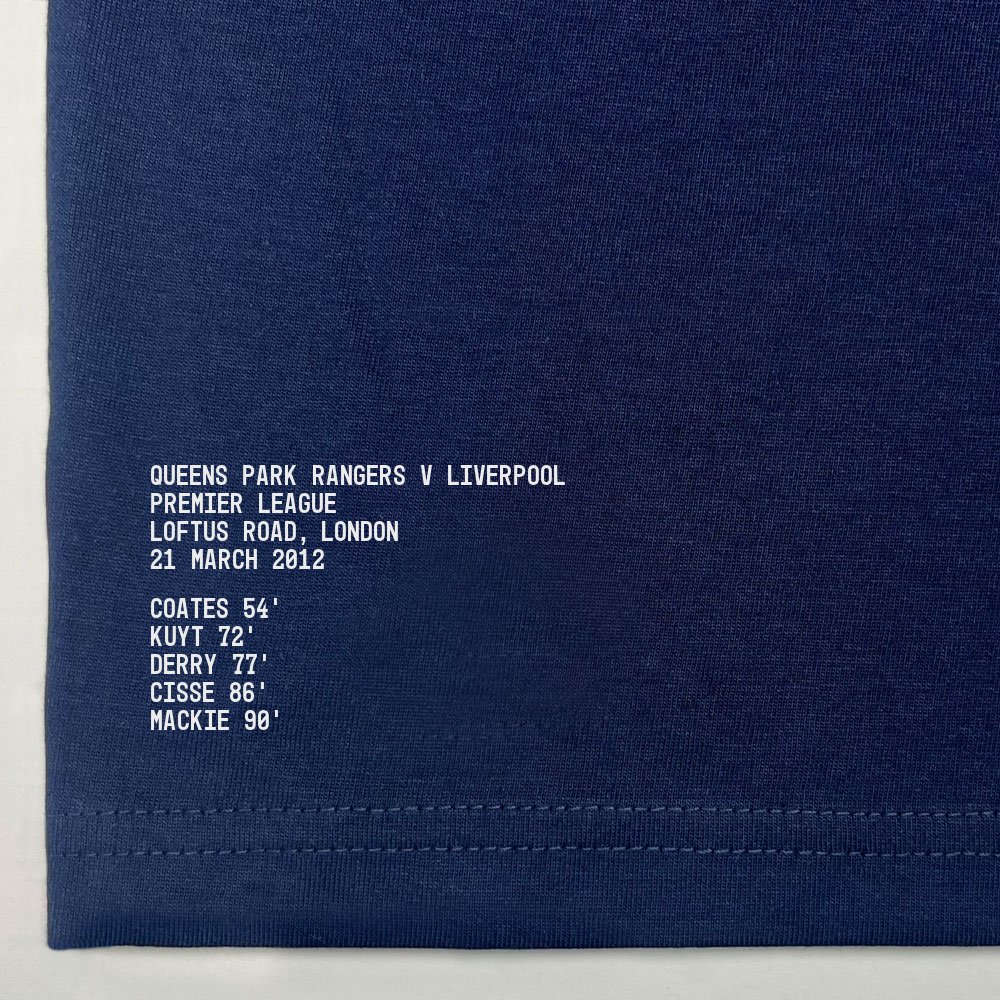 QUEENS PARK RANGERS V LIVERPOOL
PREMIER LEAGUE
LOFTUS ROAD, LONDON
21 MARCH 2012
COATES 54'
KUYT 72'
DERRY 77'
CISSE 86'
MACKIE 90'